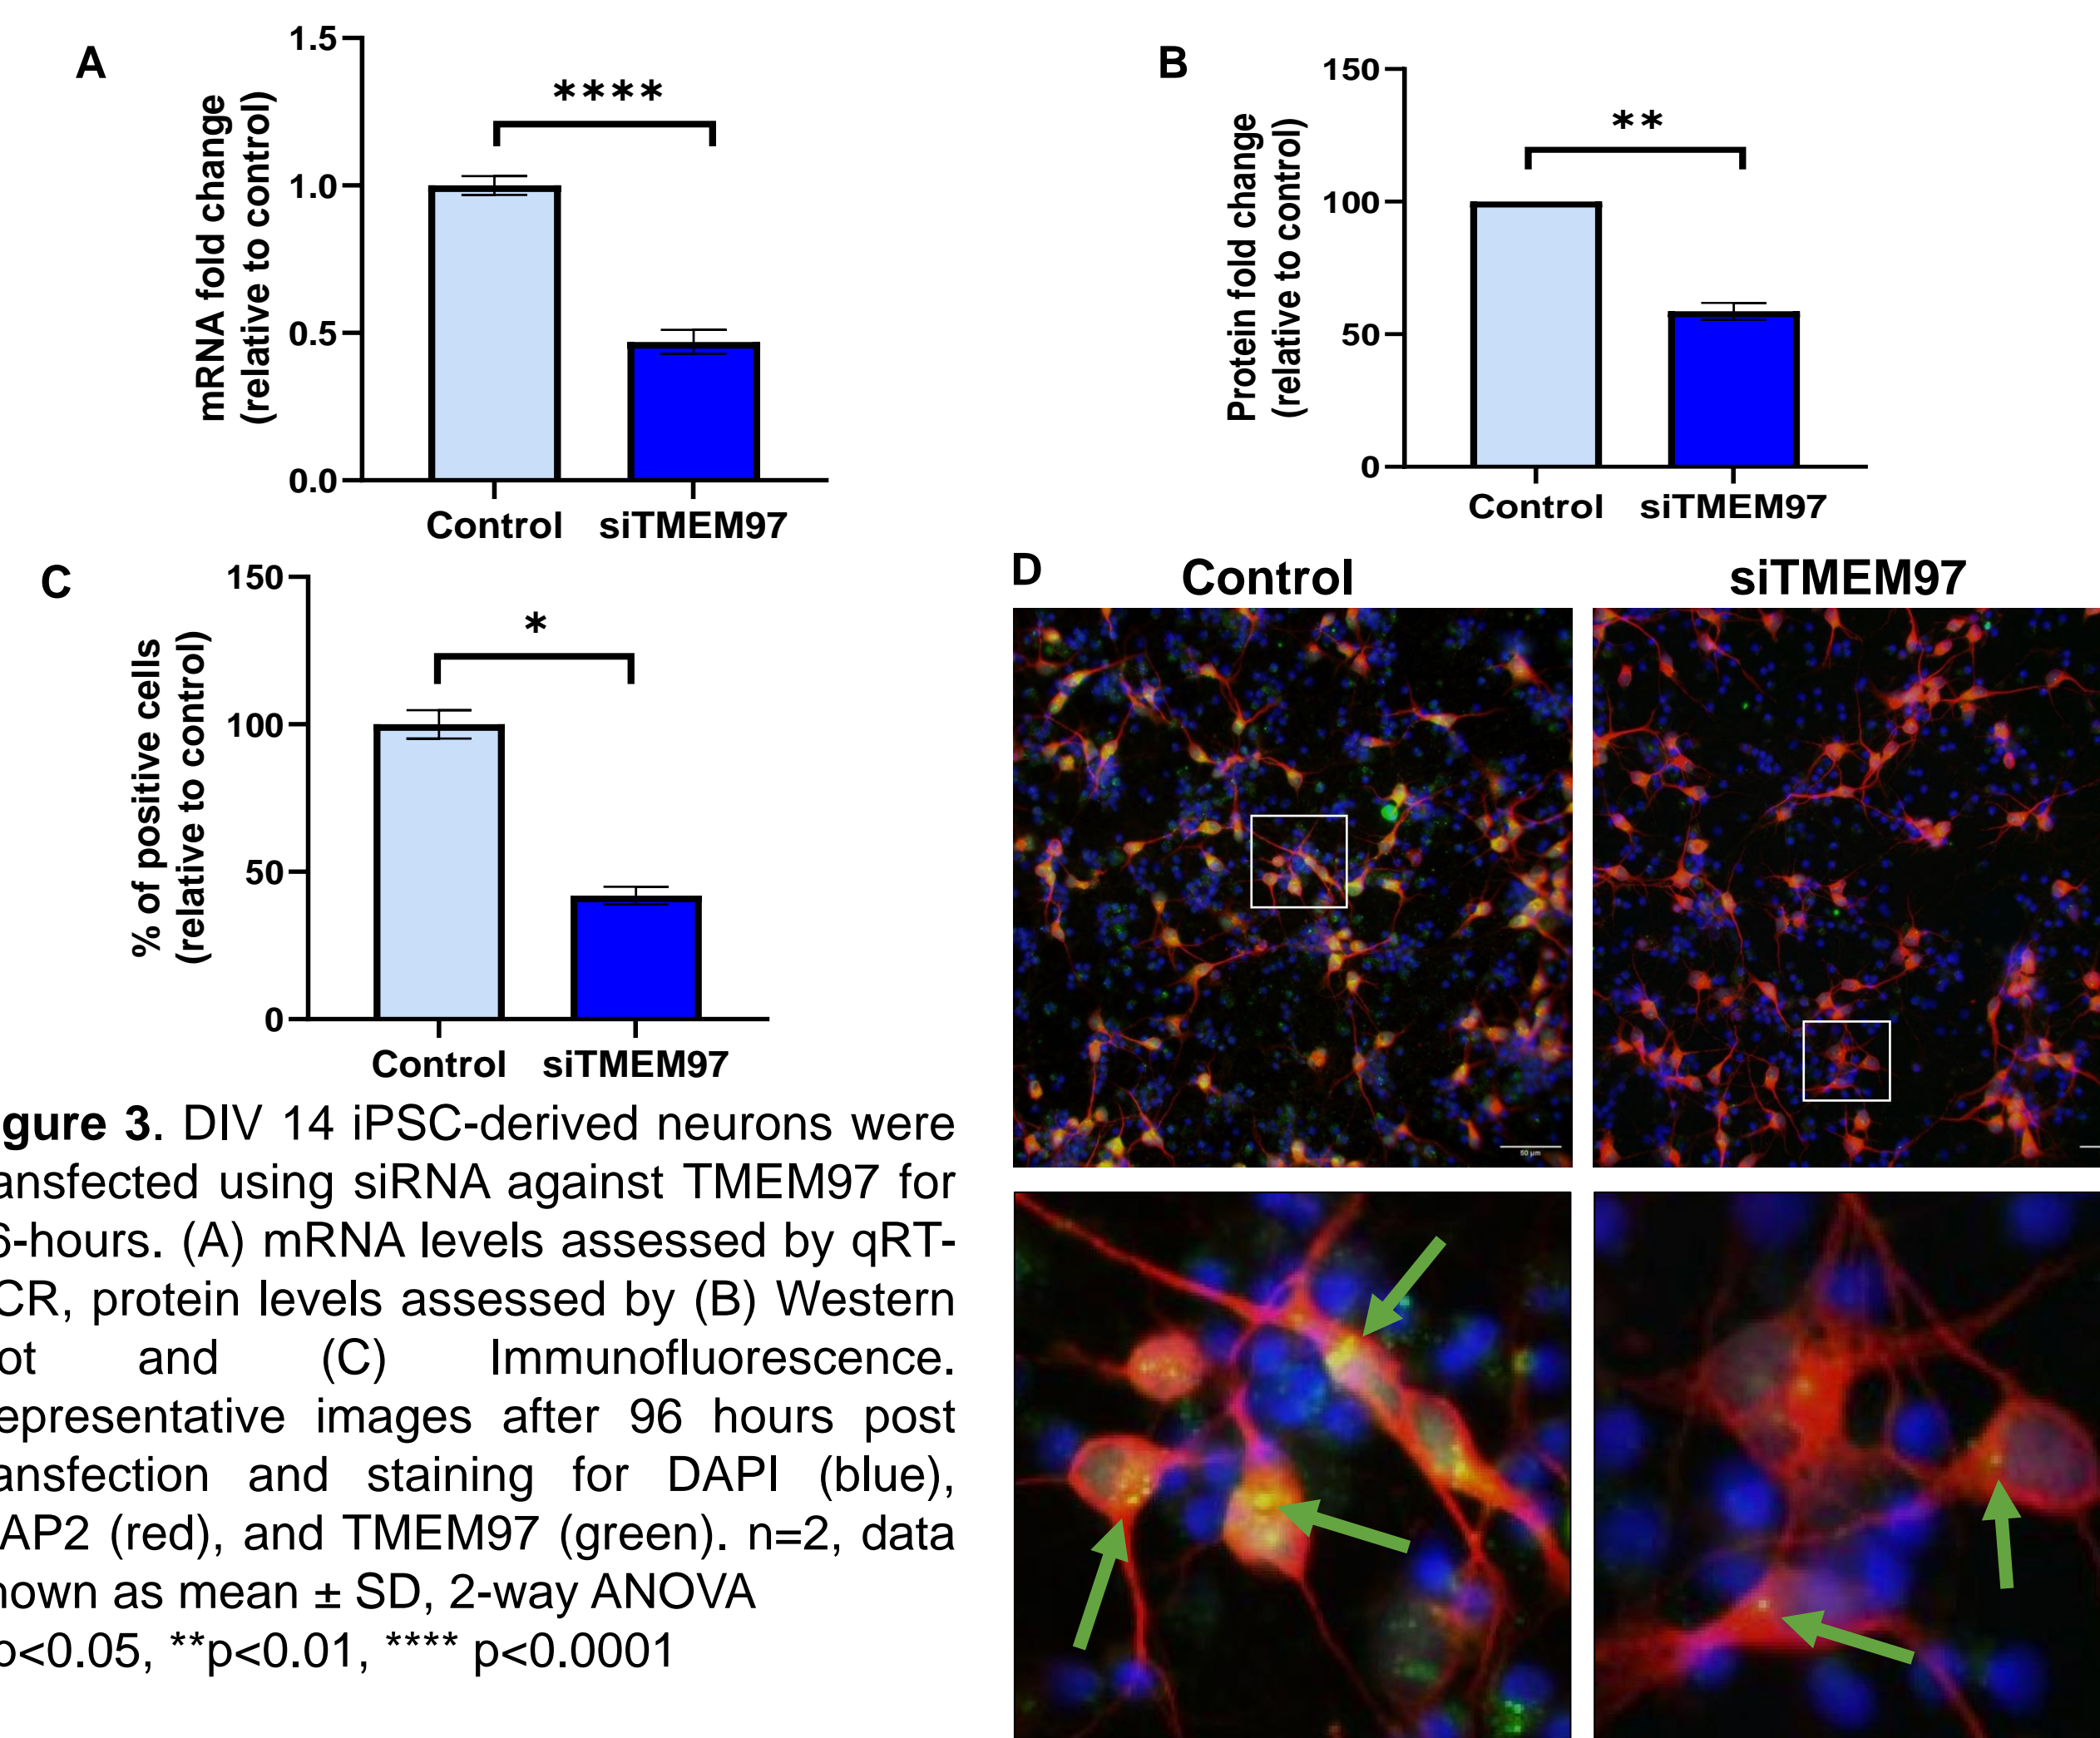 A
1.5
1.0
0.5
0.0
mRNA fold change
(relative to control)
****
Control siTMEM97
B
150
100
50
0
Protein fold change
(relative to control)
**
Control siTMEM97
C
150
100
50
0
% of positive cells
(relative to control)
*
Control siTMEM97
D
Control siTMEM97
50 µm
gure 3. DIV 14 iPSC-derived neurons were
ansfected using siRNA against TMEM97 for
6-hours. (A) mRNA levels assessed by qRT-
CR, protein levels assessed by (B) Western
ot and (C) Immunofluorescence.
epresentative images after 96 hours post
ansfection and staining for DAPI (blue),
AP2 (red), and TMEM97 (green). n=2, data
hown as mean ± SD, 2-way ANOVA
p<0.05, **p<0.01, **** p<0.0001